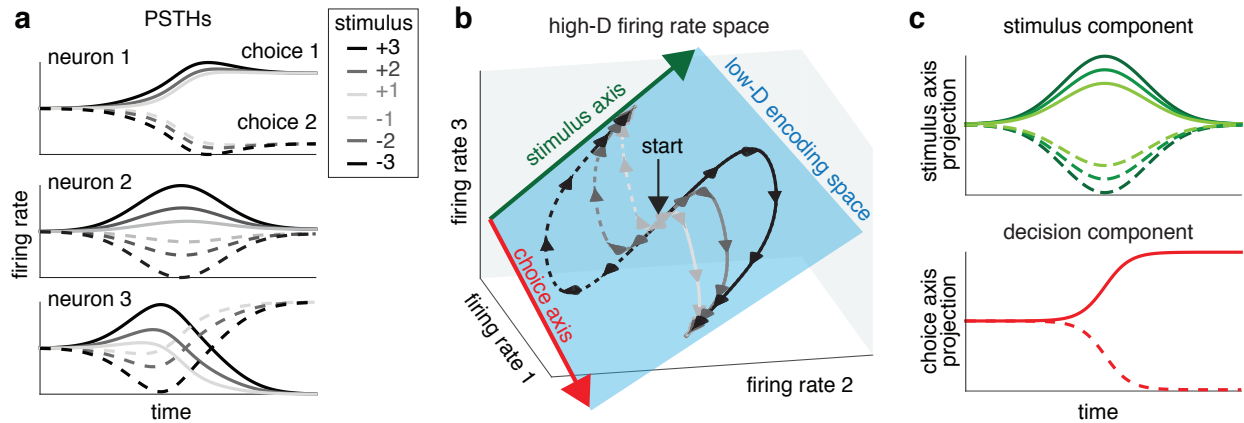 a
PSTHs
neuron 1
choice 1
choice 2
neuron 2
neuron 3
firing rate
time
stimulus
+3
+2
+1
-1
-2
-3
b
high-D firing rate space
stimulus axis
low-D encoding space
start
choice axis
firing rate 3
firing rate 1
firing rate 2
c
stimulus component
stimulus axis
projection
decision component
choice axis
projection
time